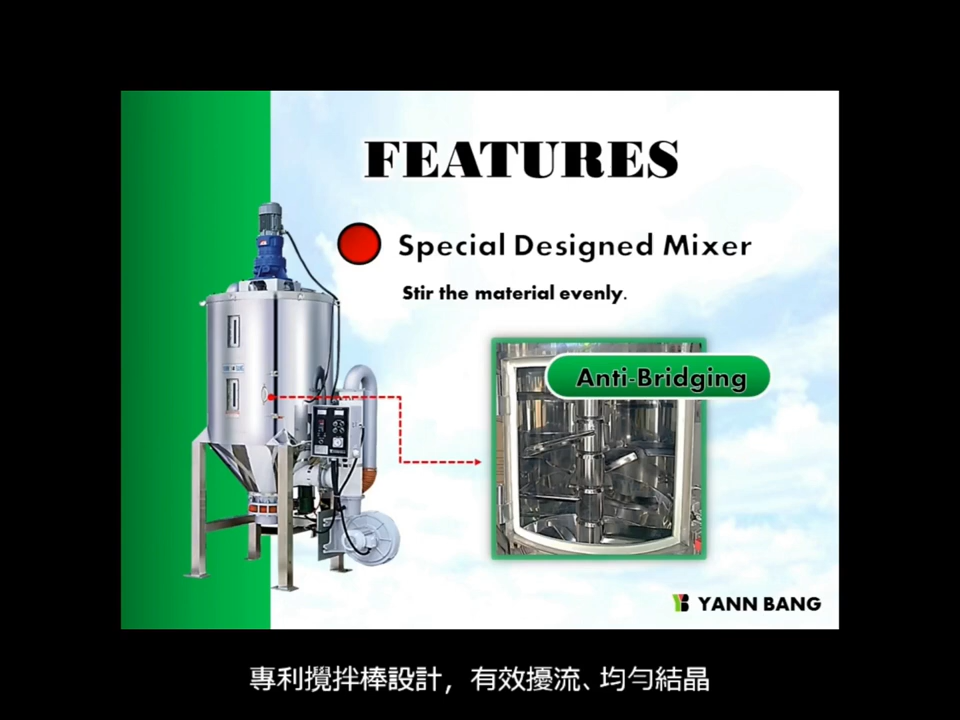 FEATURES
Special Designed Mixer
Stir the material evenly.
Anti-Bridging
YANN BANG
專利攪拌棒設計，有效擾流、均勻結晶